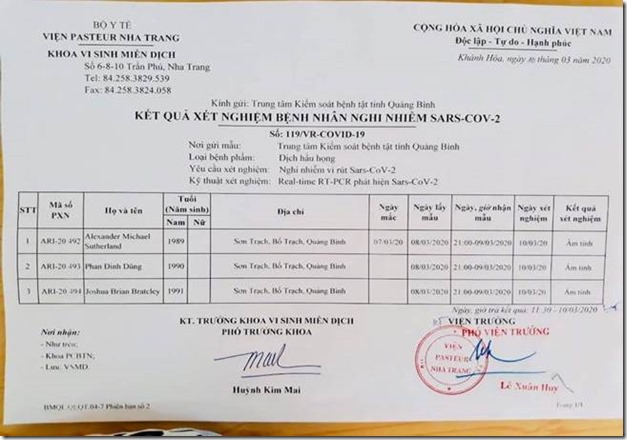 BỘ Y TẾ
VIỆN PASTEUR NHA TRANG
KHOA VI SINH MIỄN DỊCH
Số 6-8-10 Trần Phú, Nha Trang
Tel: 84.258.3829.539
Fax: 84.258.3824.058
CỘNG HÒA XÃ HỘI CHỦ NGHĨA VIỆT NAM
Độc lập - Tự do - Hạnh phúc
Khánh Hòa, ngày 10 tháng 03 năm 2020
Kính gửi: Trung tâm Kiểm soát bệnh tật tỉnh Quảng Bình
KẾT QUẢ XÉT NGHIỆM BỆNH NHÂN NGHI NHIỄM SARS-COV-2
Số: 119/VR-COVID-19
Nơi gửi mẫu: Trung tâm Kiểm soát bệnh tật tỉnh Quảng Bình
Loại bệnh phẩm: Dịch hầu họng
Yêu cầu xét nghiệm: Nghi nhiễm vi rút Sars-CoV-2
Kỹ thuật xét nghiệm: Real-time RT-PCR phát hiện Sars-CoV-2
STT Mã số PXN Họ và tên Tuổi (Năm sinh) Nam Nữ Địa chỉ Ngày mắc Ngày lấy mẫu Ngày, giờ nhận mẫu Ngày xét nghiệm Kết quả xét nghiệm
1 ARI-20 492 Alexander Michael Sutherland 1989 Sơn Trạch, Bố Trạch, Quảng Bình 07/03/20 08/03/2020 21:00-09/03/2020 10/03/20 Âm tính
2 ARI-20 493 Phan Đình Dũng 1990 Sơn Trạch, Bố Trạch, Quảng Bình 08/03/2020 21:00-09/03/2020 10/03/20 Âm tính
3 ARI-20 494 Joshua Brian Bratcley 1991 Sơn Trạch, Bố Trạch, Quảng Bình 08/03/2020 21:00-09/03/2020 10/03/20 Âm tính
Ngày, giờ trả kết quả: 11:30 - 10/03/2020
Nơi nhận:
- Như trên;
- Khoa PCBTN;
- Lưu: VSMD.
KT. TRƯỞNG KHOA VI SINH MIỄN DỊCH
PHÓ TRƯỞNG KHOA
Huỳnh Kim Mai
VIỆN TRƯỞNG
PHÓ VIỆN TRƯỞNG
VIỆN
PASTEUR
NHA TRANG
Lê Xuân Huy
BMQL.QLQT.04-7 Phiên bản số 2
Trang 1/1